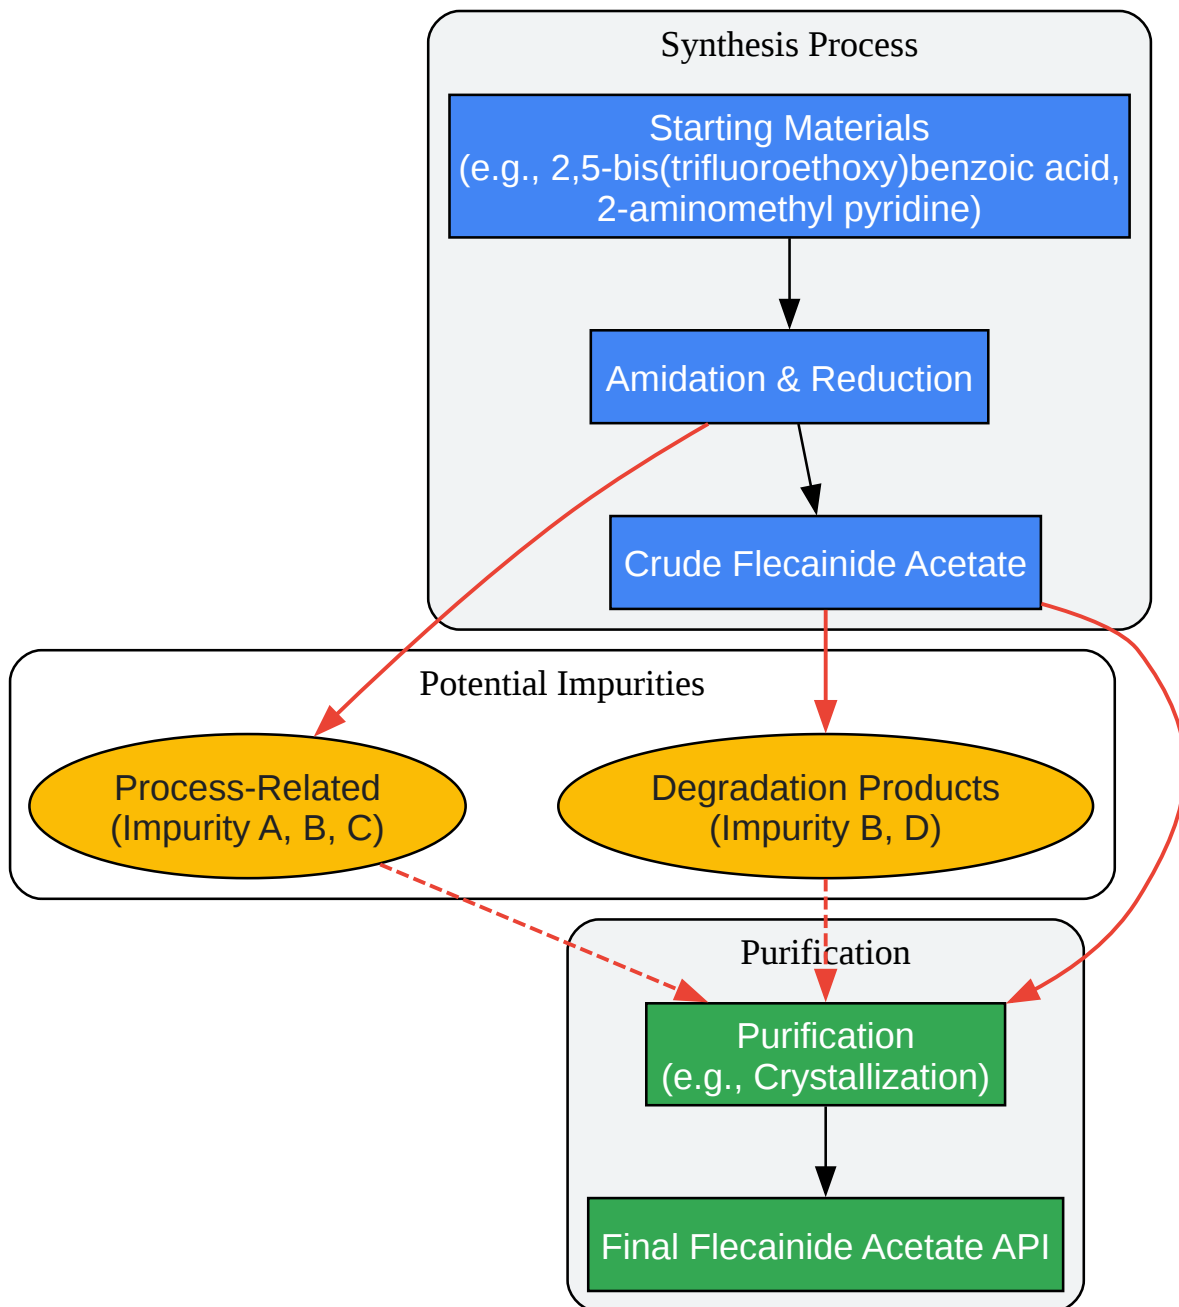 Synthesis Process
Starting Materials
(e.g., 2,5-bis(trifluoroethoxy)benzoic acid,
2-aminomethyl pyridine)
Amidation & Reduction
Crude Flecainide Acetate
Potential Impurities
Process-Related
(Impurity A, B, C)
Degradation Products
(Impurity B, D)
Purification
Purification
(e.g., Crystallization)
Final Flecainide Acetate API